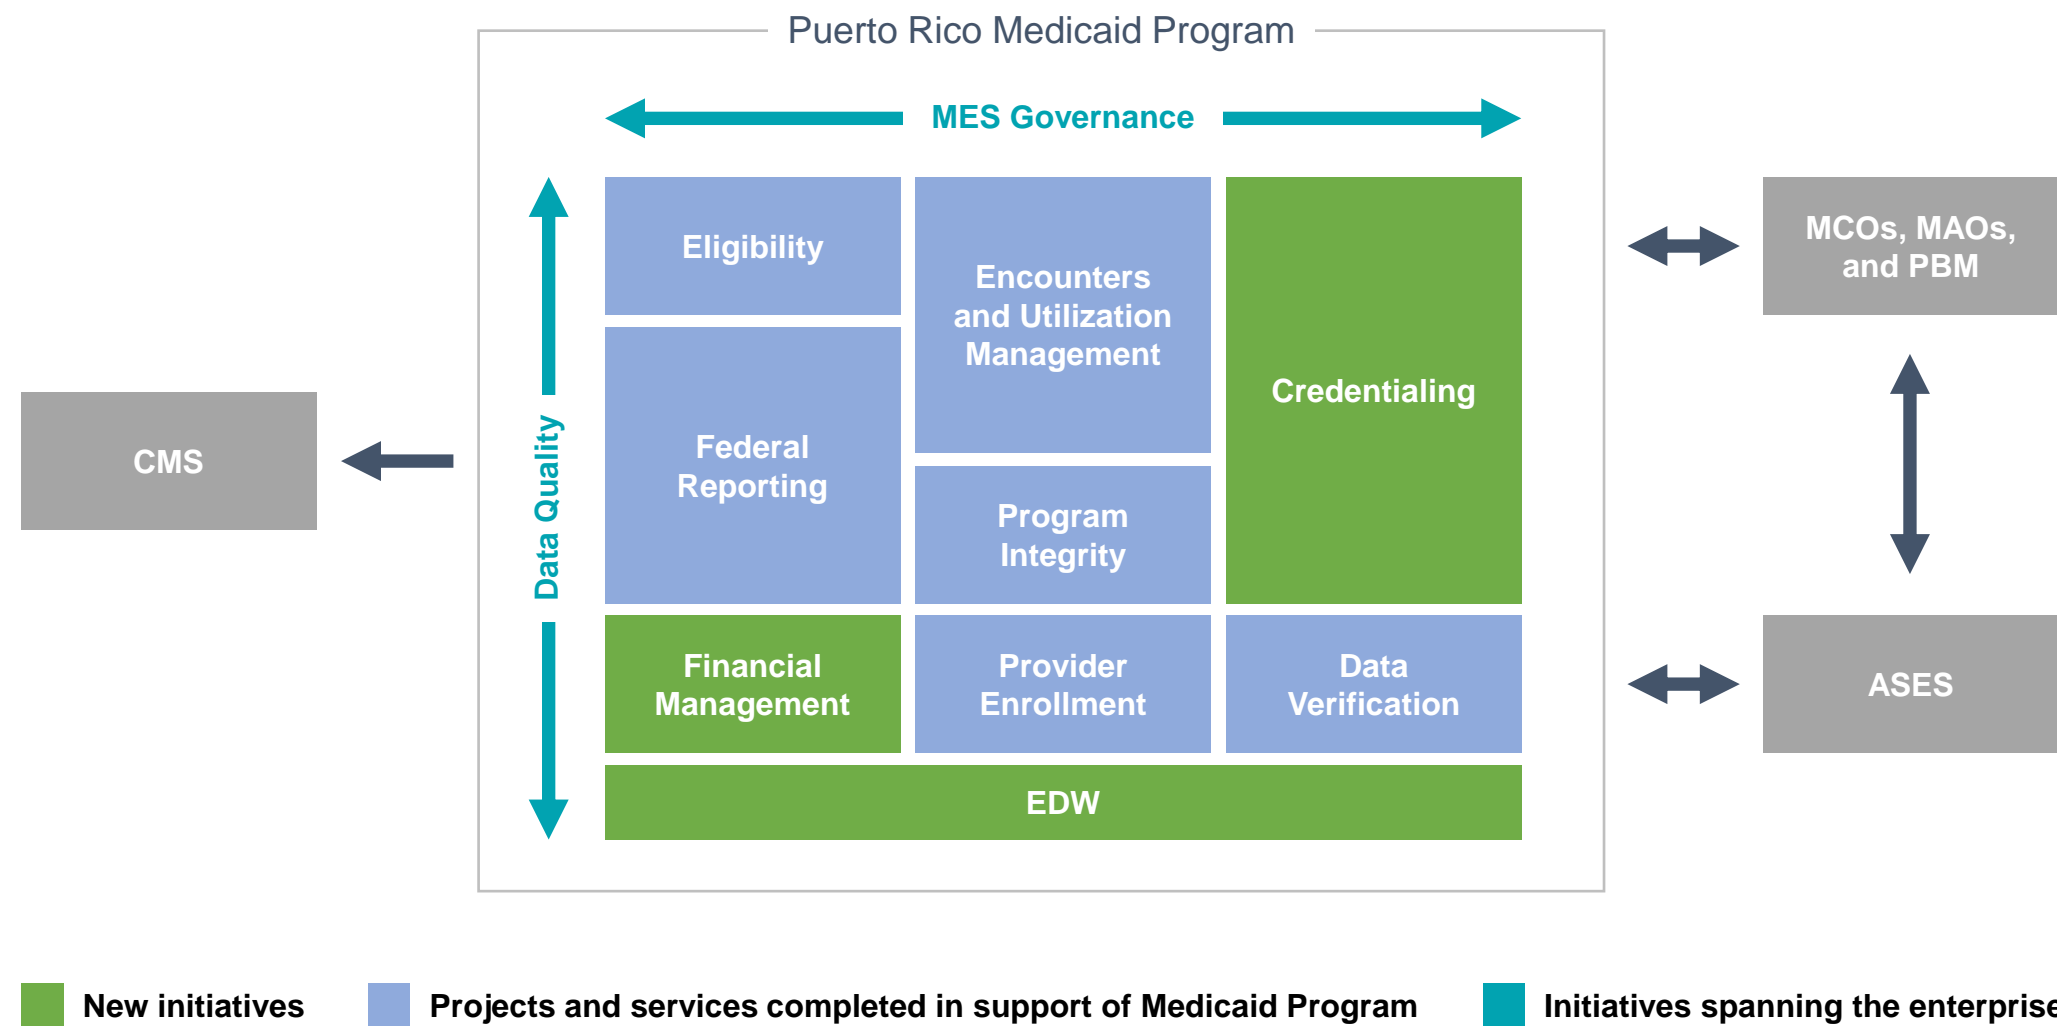 Puerto Rico Medicaid Program
MES Governance
Data Quality
Eligibility
Encounters
and Utilization
Management
Credentialing
Federal
Reporting
Program
Integrity
Financial
Management
Provider
Enrollment
Data
Verification
EDW
CMS
MCOs, MAOs,
and PBM
ASES
New initiatives
Projects and services completed in support of Medicaid Program
Initiatives spanning the enterprise